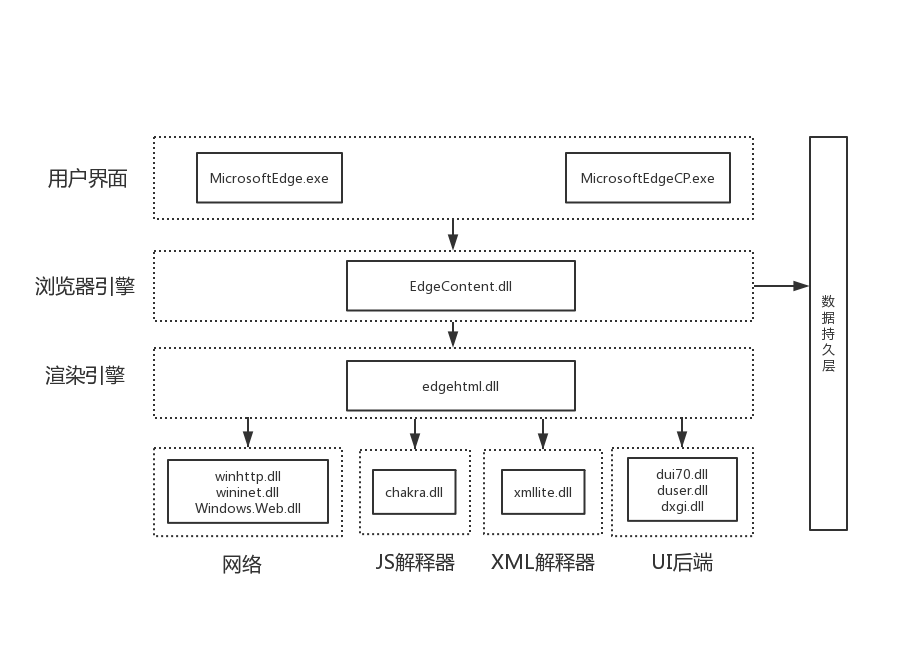 用户界面
MicrosoftEdge.exe
MicrosoftEdgeCP.exe
浏览器引擎
EdgeContent.dll
数据持久层
渲染引擎
edgehtml.dll
winhttp.dll
wininet.dll
Windows.Web.dll
chakra.dll
xmllite.dll
dui70.dll
duser.dll
dxgi.dll
网络
JS解释器
XML解释器
UI后端